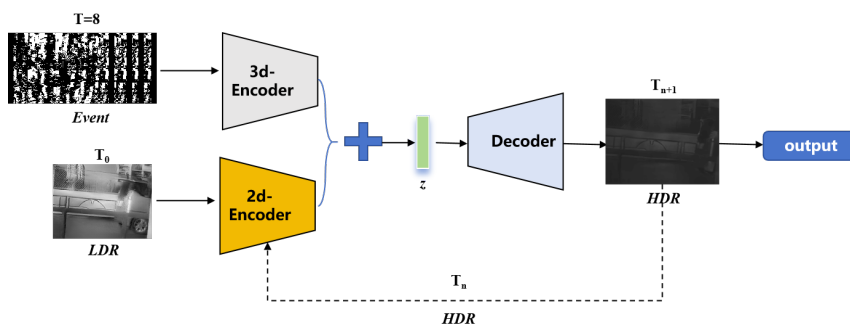 T=8
Event
3d-
Encoder
T0
LDR
2d-
Encoder
z
Decoder
Tn+1
HDR
output
Tn
HDR